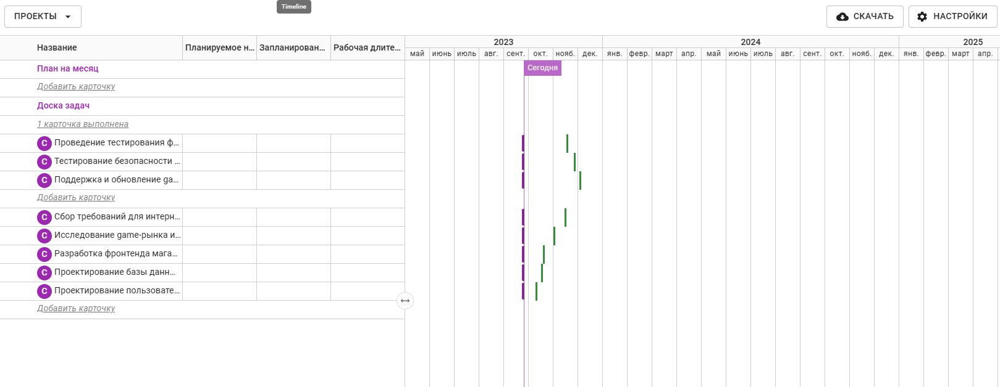 Timeline
ПРОЕКТЫ
СКАЧАТЬ
НАСТРОЙКИ
Название
Планируемое н...
Запланирован...
Рабочая длите...
2023
2024
2025
май июнь июль авг. сент. окт. нояб. дек. янв. февр. март апр. май июнь июль авг. сент. окт. нояб. дек. янв. февр. март апр.
План на месяц
Сегодня
Добавить карточку
Доска задач
1 карточка выполнена
С Проведение тестирования ф...
С Тестирование безопасности ...
С Поддержка и обновление ga...
Добавить карточку
С Сбор требований для интерн...
С Исследование game-рынка и...
С Разработка фронтенда мага...
С Проектирование базы данн...
С Проектирование пользовате...
Добавить карточку